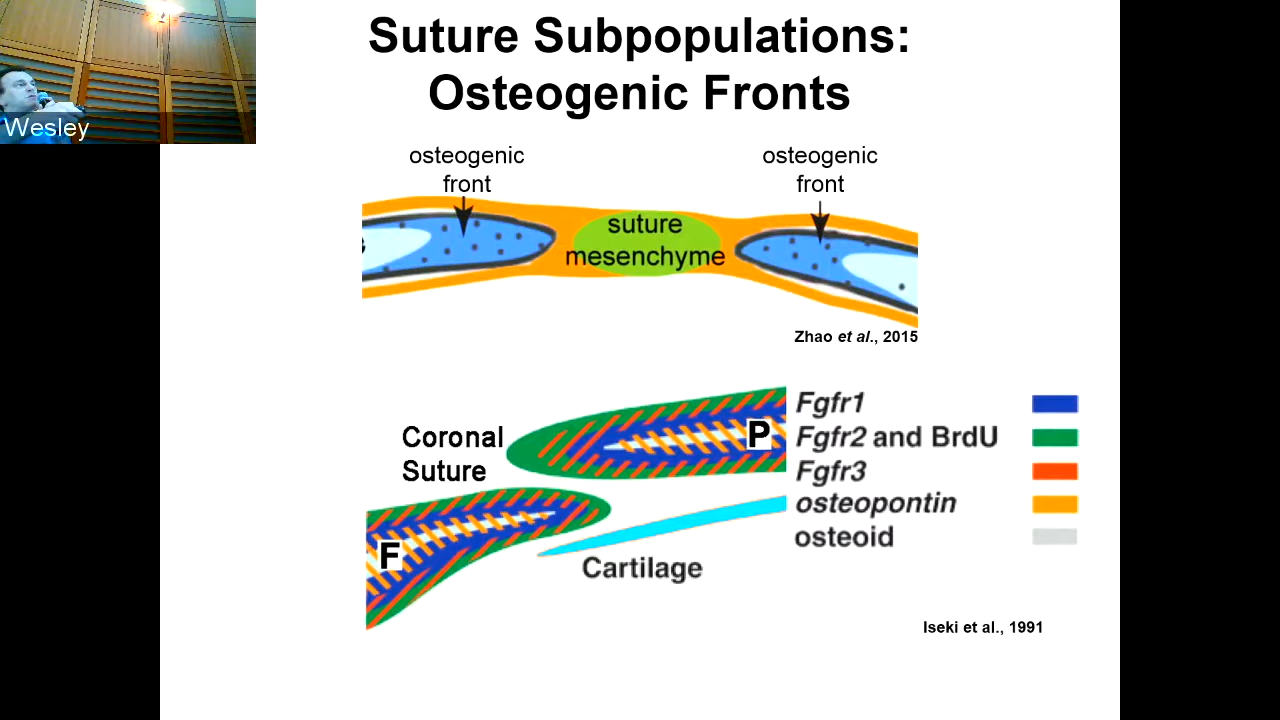 Suture Subpopulations:
Osteogenic Fronts
Wesley
osteogenic
front
osteogenic
front
suture
mesenchyme
Zhao et al., 2015
Coronal
Suture
P
F
Cartilage
Fgfr1
Fgfr2 and BrdU
Fgfr3
osteopontin
osteoid
Iseki et al., 1991